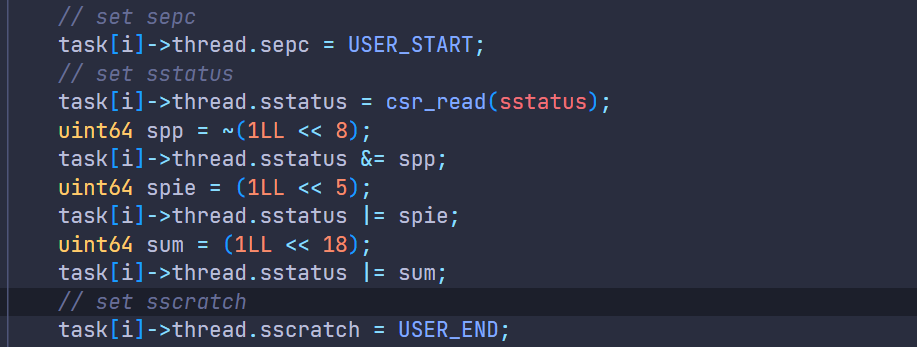 // set sepc
task[i]->thread.sepc = USER_START;
// set sstatus
task[i]->thread.sstatus = csr_read(sstatus);
uint64 spp = ~(1LL << 8);
task[i]->thread.sstatus &= spp;
uint64 spie = (1LL << 5);
task[i]->thread.sstatus |= spie;
uint64 sum = (1LL << 18);
task[i]->thread.sstatus |= sum;
// set sscratch
task[i]->thread.sscratch = USER_END;